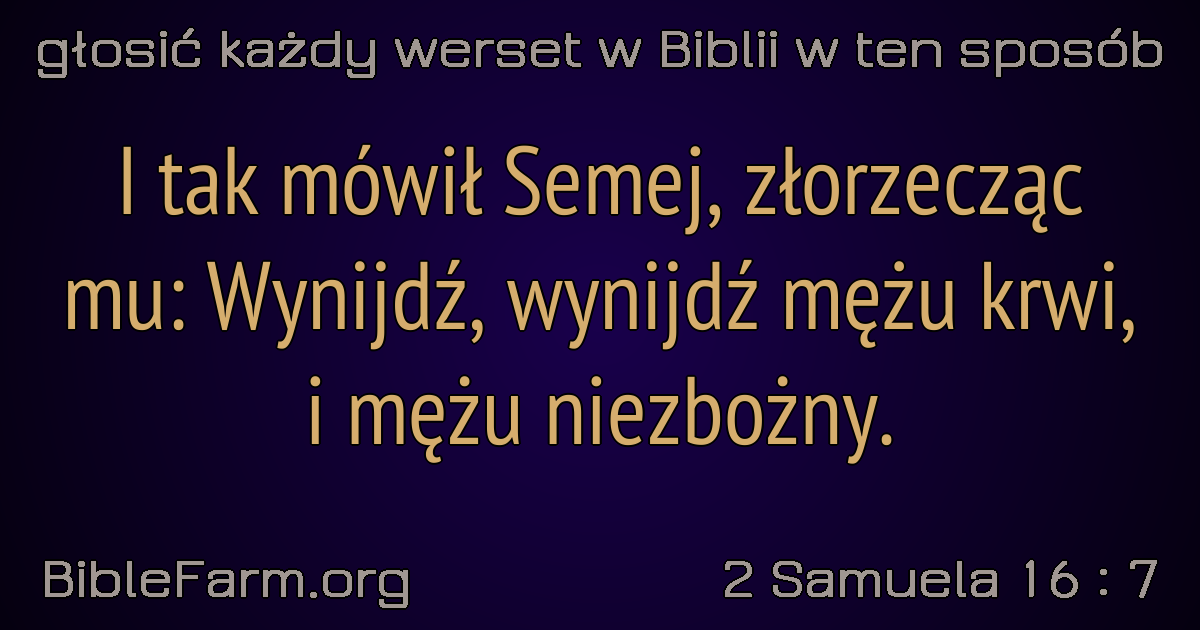 głosić każdy werset w Biblii w ten sposób
I tak mówił Semej, złorzecząc
mu: Wynijdź, wynijdź mężu krwi,
i mężu niezbożny.
BibleFarm.org
2 Samuela 16 : 7